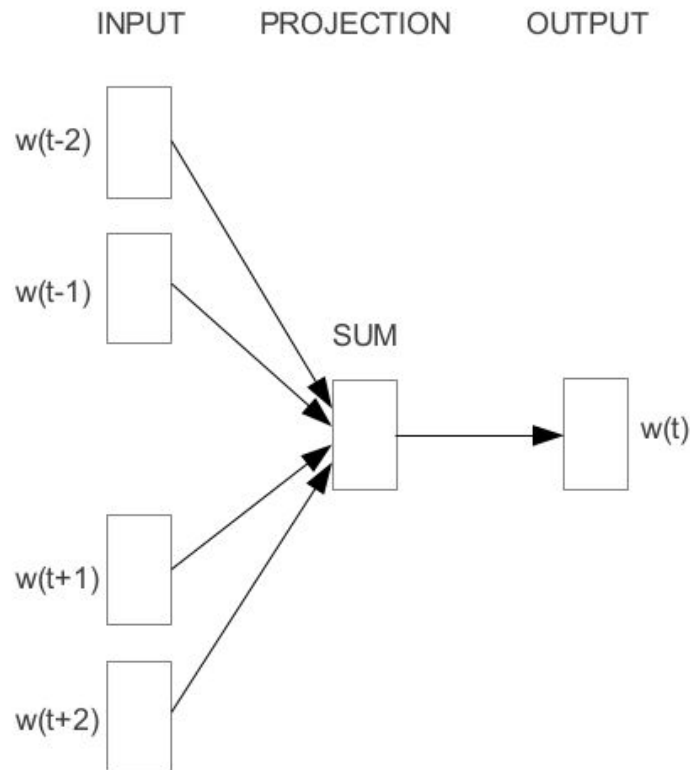 INPUT PROJECTION OUTPUT
w(t-2)
w(t-1)
SUM
w(t)
w(t+1)
w(t+2)